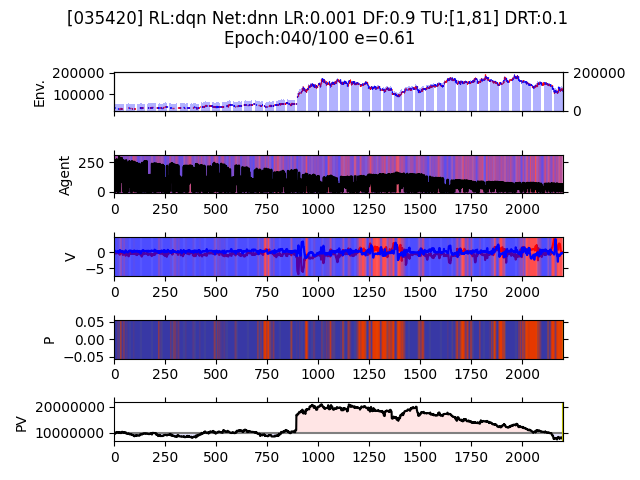 [035420] RL:dqn Net:dnn LR:0.001 DF:0.9 TU:[1,81] DRT:0.1
Epoch:040/100 e=0.61
200000 200000
Env.
100000
0
250
Agent
0
0 250 500 750 1000 1250 1500 1750 2000
0
V
−5
0 250 500 750 1000 1250 1500 1750 2000
0.05
P
0.00
−0.05
0 250 500 750 1000 1250 1500 1750 2000
20000000
PV
10000000
0 250 500 750 1000 1250 1500 1750 2000